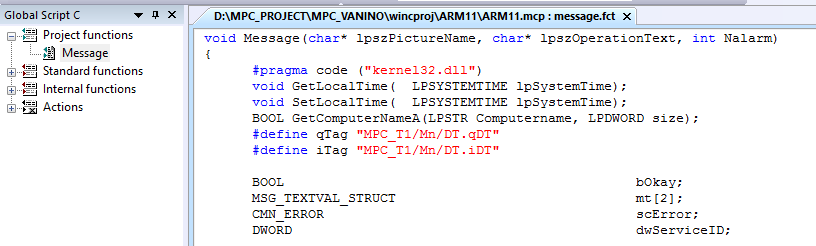 Global Script C
Project functions
Message
Standard functions
Internal functions
Actions
D:\MPC_PROJECT\MPC_VANINO\wincproj\ARM11\ARM11.mcp : message.fct
void Message(char* lpszPictureName, char* lpszOperationText, int Nalarm)
{
#pragma code ("kernel32.dll")
void GetLocalTime(  LPSYSTEMTIME lpSystemTime);
void SetLocalTime(  LPSYSTEMTIME lpSystemTime);
BOOL GetComputerNameA(LPSTR Computername, LPDWORD size);
#define qTag "MPC_T1/Mn/DT.qDT"
#define iTag "MPC_T1/Mn/DT.iDT"
BOOL bOkay;
MSG_TEXTVAL_STRUCT mt[2];
CMN_ERROR scError;
DWORD dwServiceID;